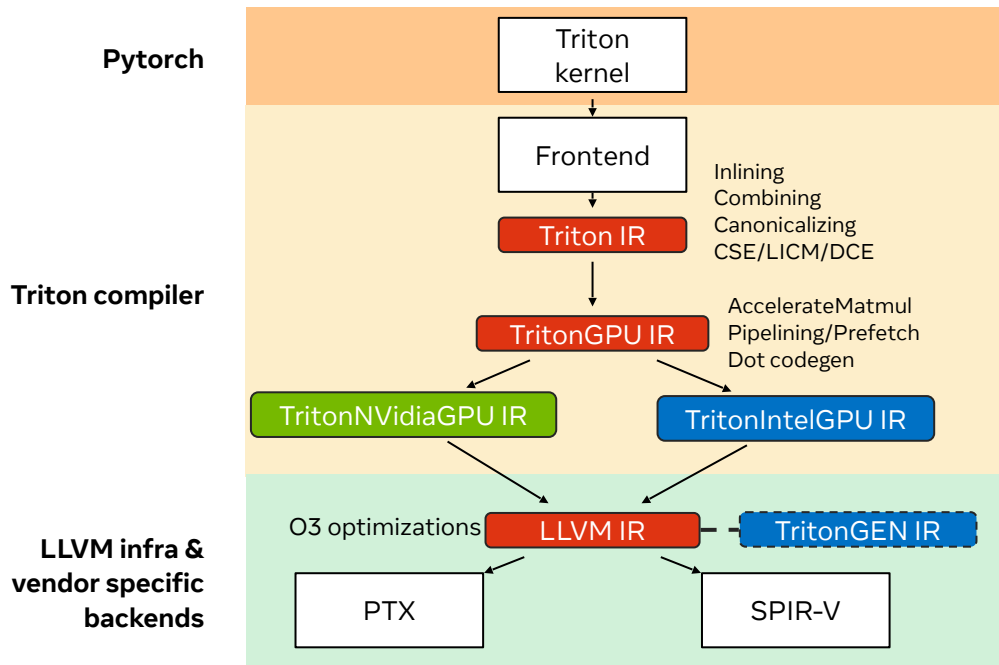 Pytorch
Triton
kernel
Frontend
Inlining
Combining
Canonicalizing
CSE/LICM/DCE
Triton IR
Triton compiler
TritonGPU IR
AccelerateMatmul
Pipelining/Prefetch
Dot codegen
TritonNVidiaGPU IR
TritonIntelGPU IR
O3 optimizations
LLVM IR
TritonGEN IR
LLVM infra &
vendor specific
backends
PTX
SPIR-V